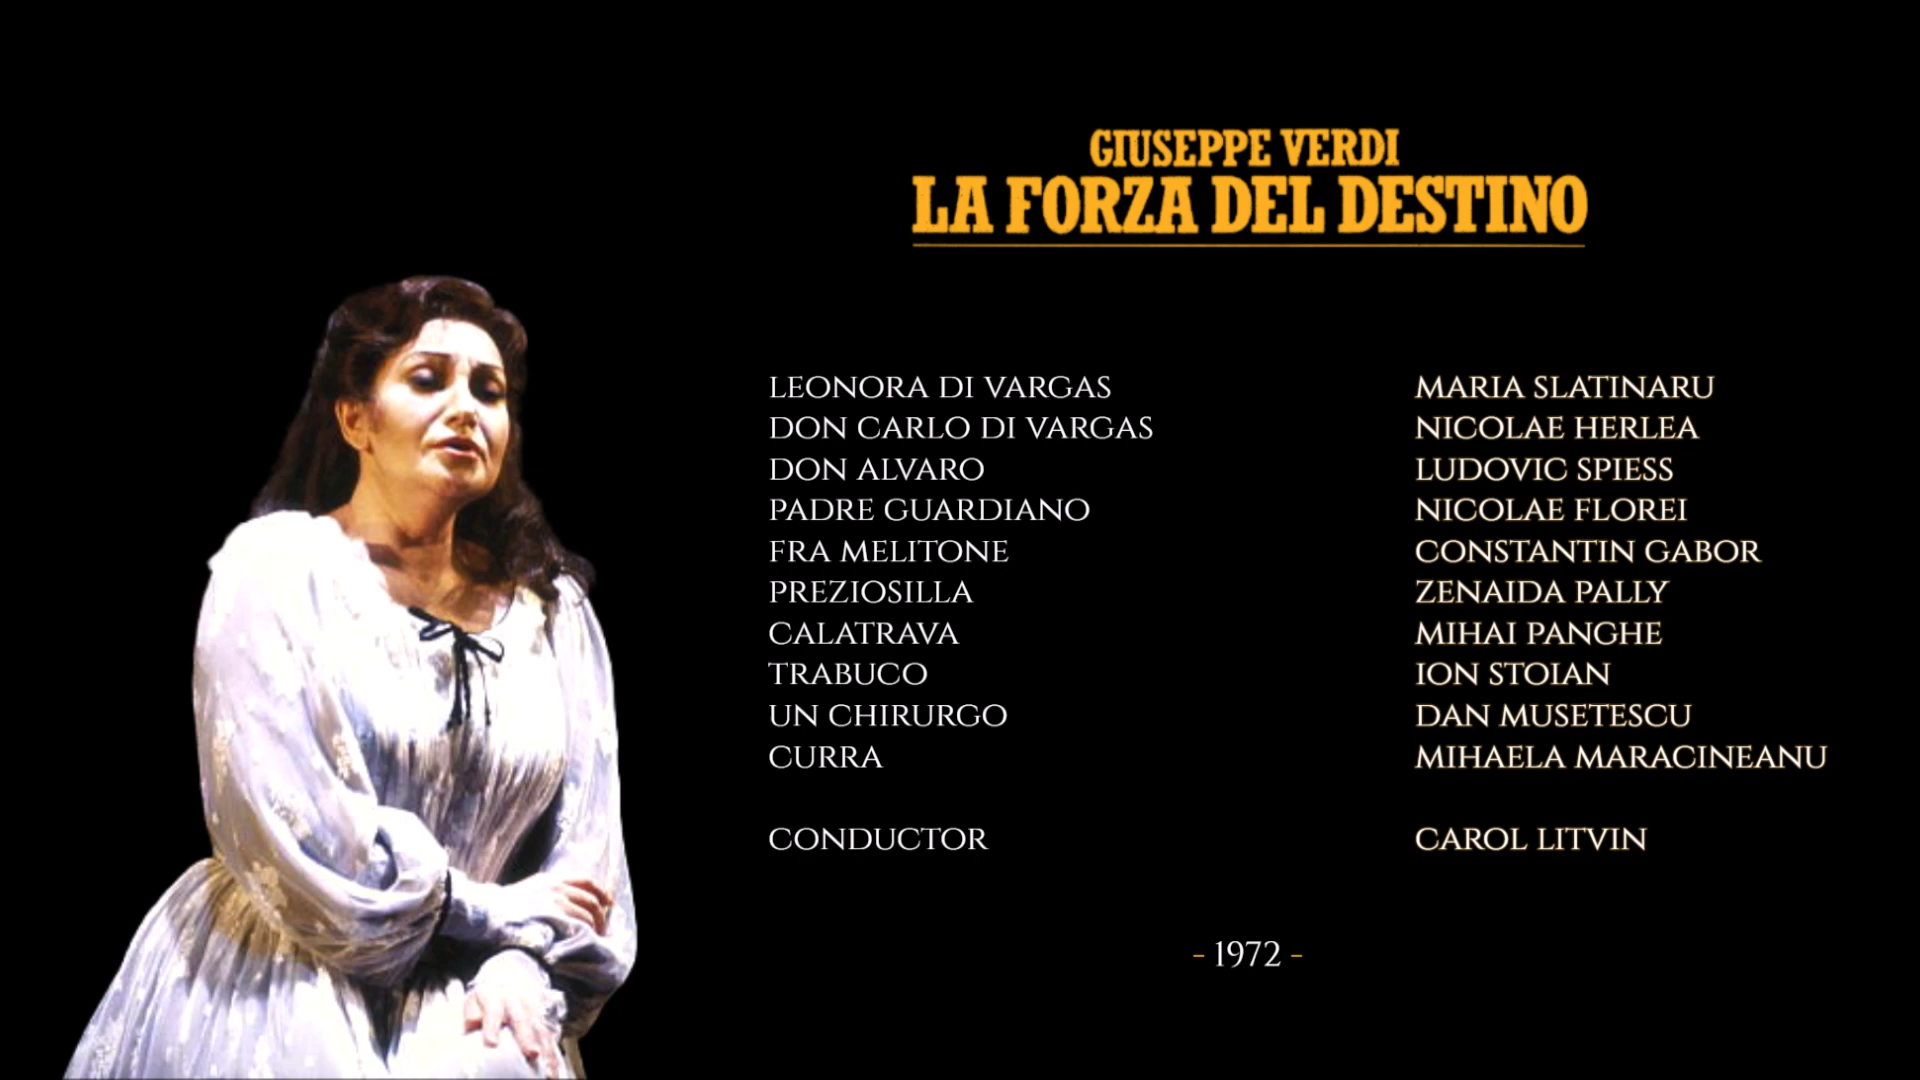 GIUSEPPE VERDI
LA FORZA DEL DESTINO
LEONORA DI VARGAS MARIA SLATINARU
DON CARLO DI VARGAS NICOLAE HERLEA
DON ALVARO LUDOVIC SPIESS
PADRE GUARDIANO NICOLAE FLOREI
FRA MELITONE CONSTANTIN GABOR
PREZIOSILLA ZENAIDA PALLY
CALATRAVA MIHAI PANGHE
TRABUCO ION STOIAN
UN CHIRURGO DAN MUSETESCU
CURRA MIHAELA MARACINEANU
CONDUCTOR CAROL LITVIN
- 1972 -